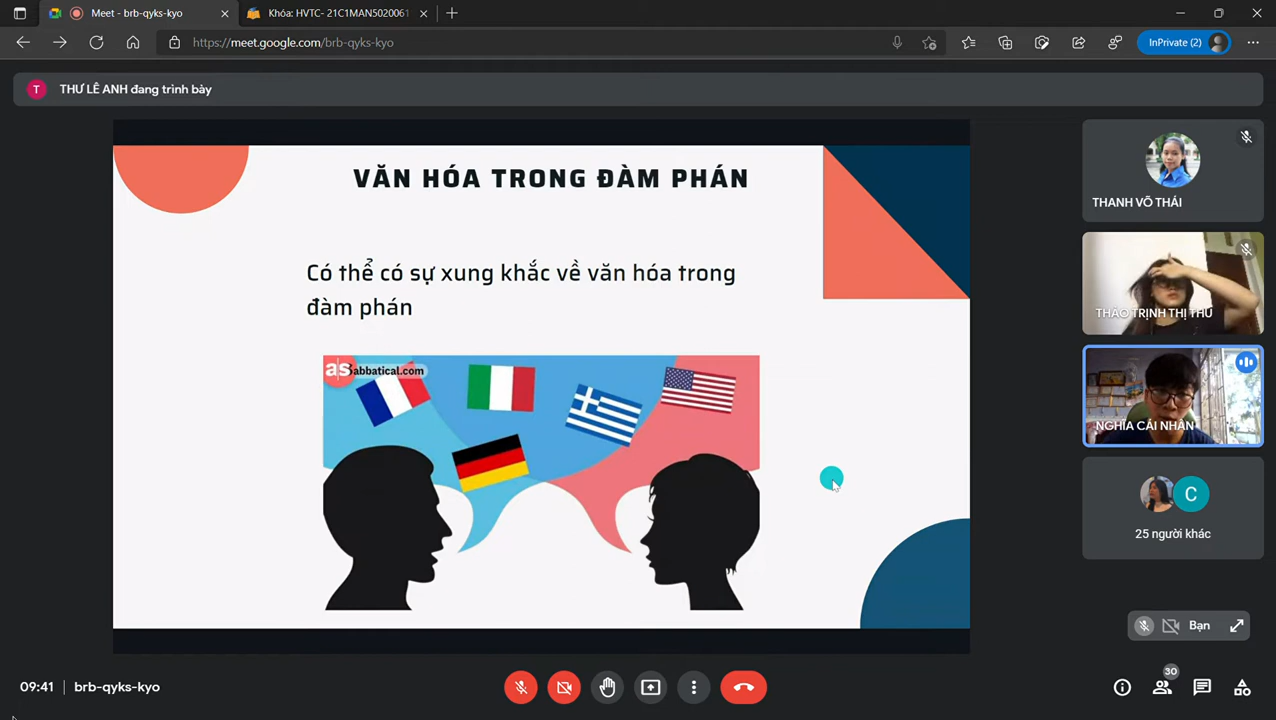 Meet - brb-qyks-kyo
Khóa: HVTC- 21C1MAN5020061
https://meet.google.com/brb-qyks-kyo
InPrivate (2)
T
THƯ LÊ ANH đang trình bày
VĂN HÓA TRONG ĐÀM PHÁN
Có thể có sự xung khắc về văn hóa trong
đàm phán
as
Sabbatical.com
THANH VÕ THÁI
THẢO TRỊNH THỊ THU
NGHĨA CẢI NHÂN
C
25 người khác
Bạn
09:41
brb-qyks-kyo
30